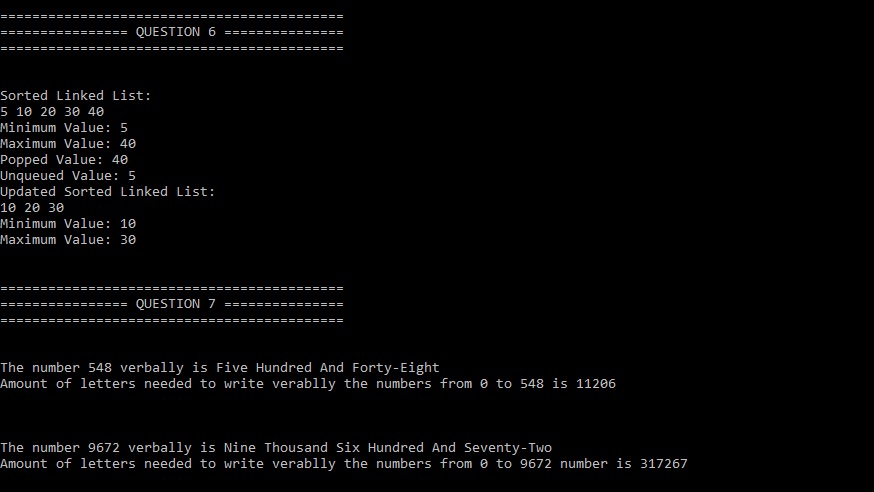 ===========================================
================ QUESTION 6 ===============
===========================================
Sorted Linked List:
5 10 20 30 40
Minimum Value: 5
Maximum Value: 40
Popped Value: 40
Unqueued Value: 5
Updated Sorted Linked List:
10 20 30
Minimum Value: 10
Maximum Value: 30
===========================================
================ QUESTION 7 ===============
===========================================
The number 548 verbally is Five Hundred And Forty-Eight
Amount of letters needed to write verablly the numbers from 0 to 548 is 11206
The number 9672 verbally is Nine Thousand Six Hundred And Seventy-Two
Amount of letters needed to write verablly the numbers from 0 to 9672 number is 317267